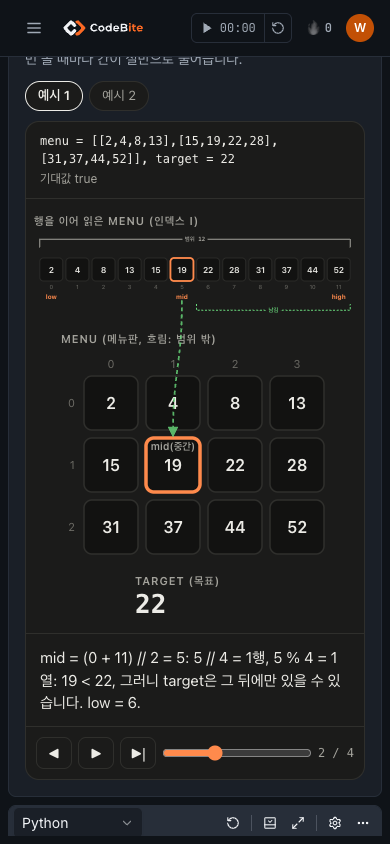 CodeBite
00:00
0
W
번 볼 때마다 간이 절반으로 줄어듭니다.
예시 1
예시 2
menu = [[2,4,8,13],[15,19,22,28],
[31,37,44,52]], target = 22
기대값 true
행을 이어 읽은 MENU (인덱스 I)
범위 12
2 4 8 13 15 19 22 28 31 37 44 52
0 1 2 3 4 5 6 7 8 9 10 11
low mid high
남김
MENU (메뉴판, 흐림: 범위 밖)
0 1 2 3
0 2 4 8 13
mid(중간)
1 15 19 22 28
2 31 37 44 52
TARGET (목표)
22
mid = (0 + 11) // 2 = 5: 5 // 4 = 1행, 5 % 4 = 1
열: 19 < 22, 그러니 target은 그 뒤에만 있을 수 있
습니다. low = 6.
2 / 4
Python